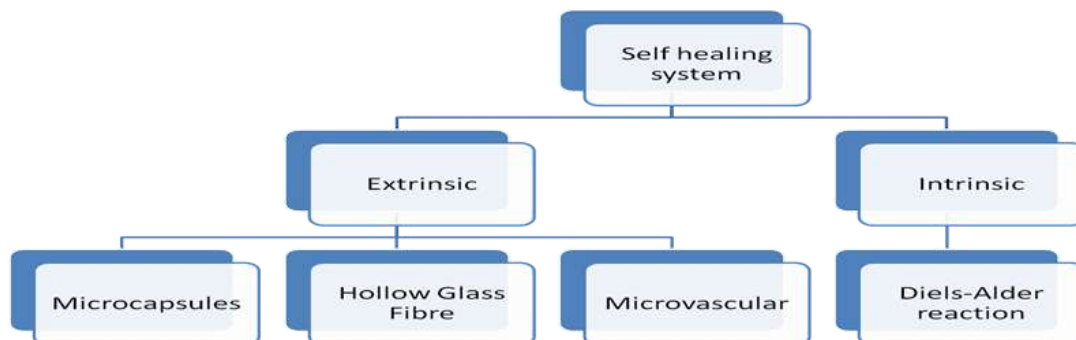 Self healing
system
Extrinsic
Intrinsic
Microcapsules
Hollow Glass
Fibre
Microvascular
Diels-Alder
reaction